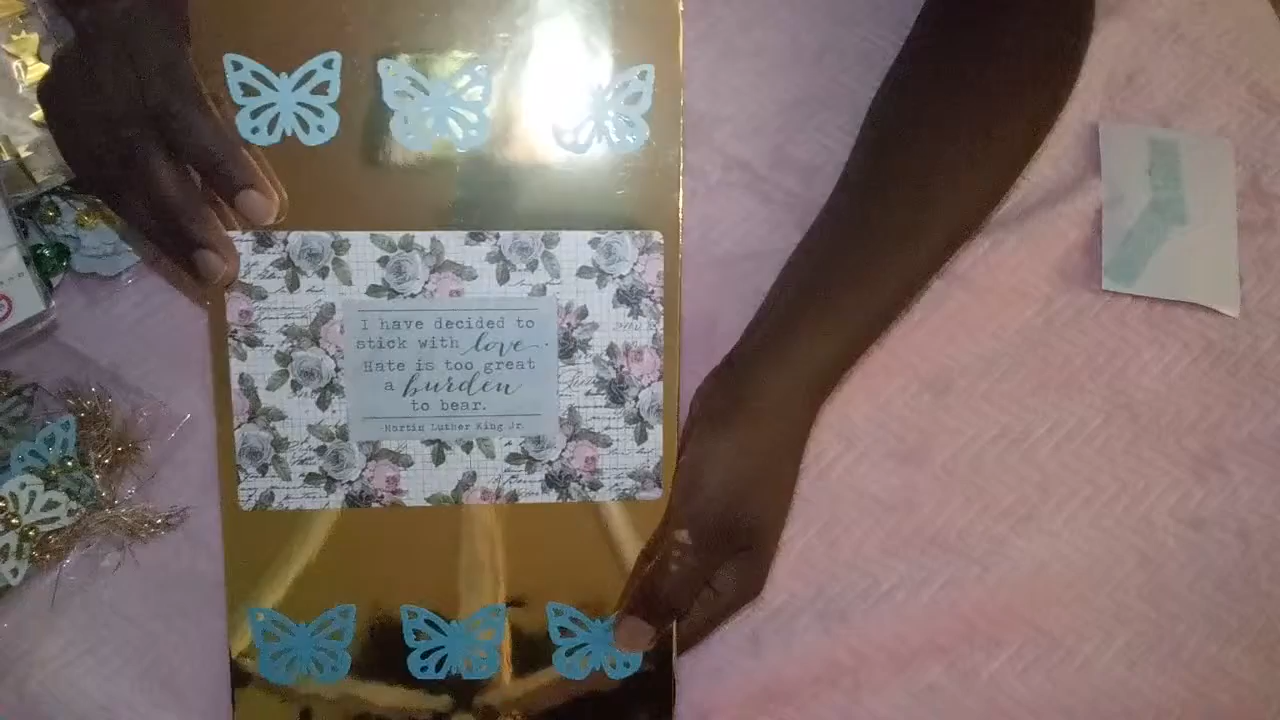 I have decided to
stick with love.
Hate is too great
a burden
to bear.
-Martin Luther King Jr.